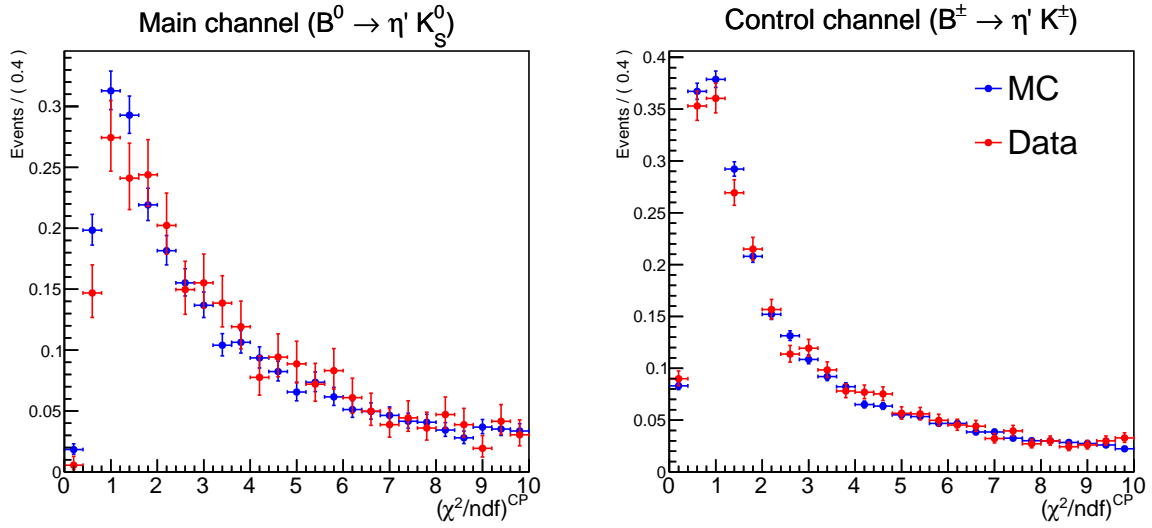 Main channel (B⁰ → η' K_S⁰)
Events / ( 0.4 )
0.3
0.25
0.2
0.15
0.1
0.05
0
0 1 2 3 4 5 6 7 8 9 10
(χ²/ndf)^CP
Control channel (B± → η' K±)
Events / ( 0.4 )
0.4
0.35
0.3
0.25
0.2
0.15
0.1
0.05
0
0 1 2 3 4 5 6 7 8 9 10
(χ²/ndf)^CP
MC
Data